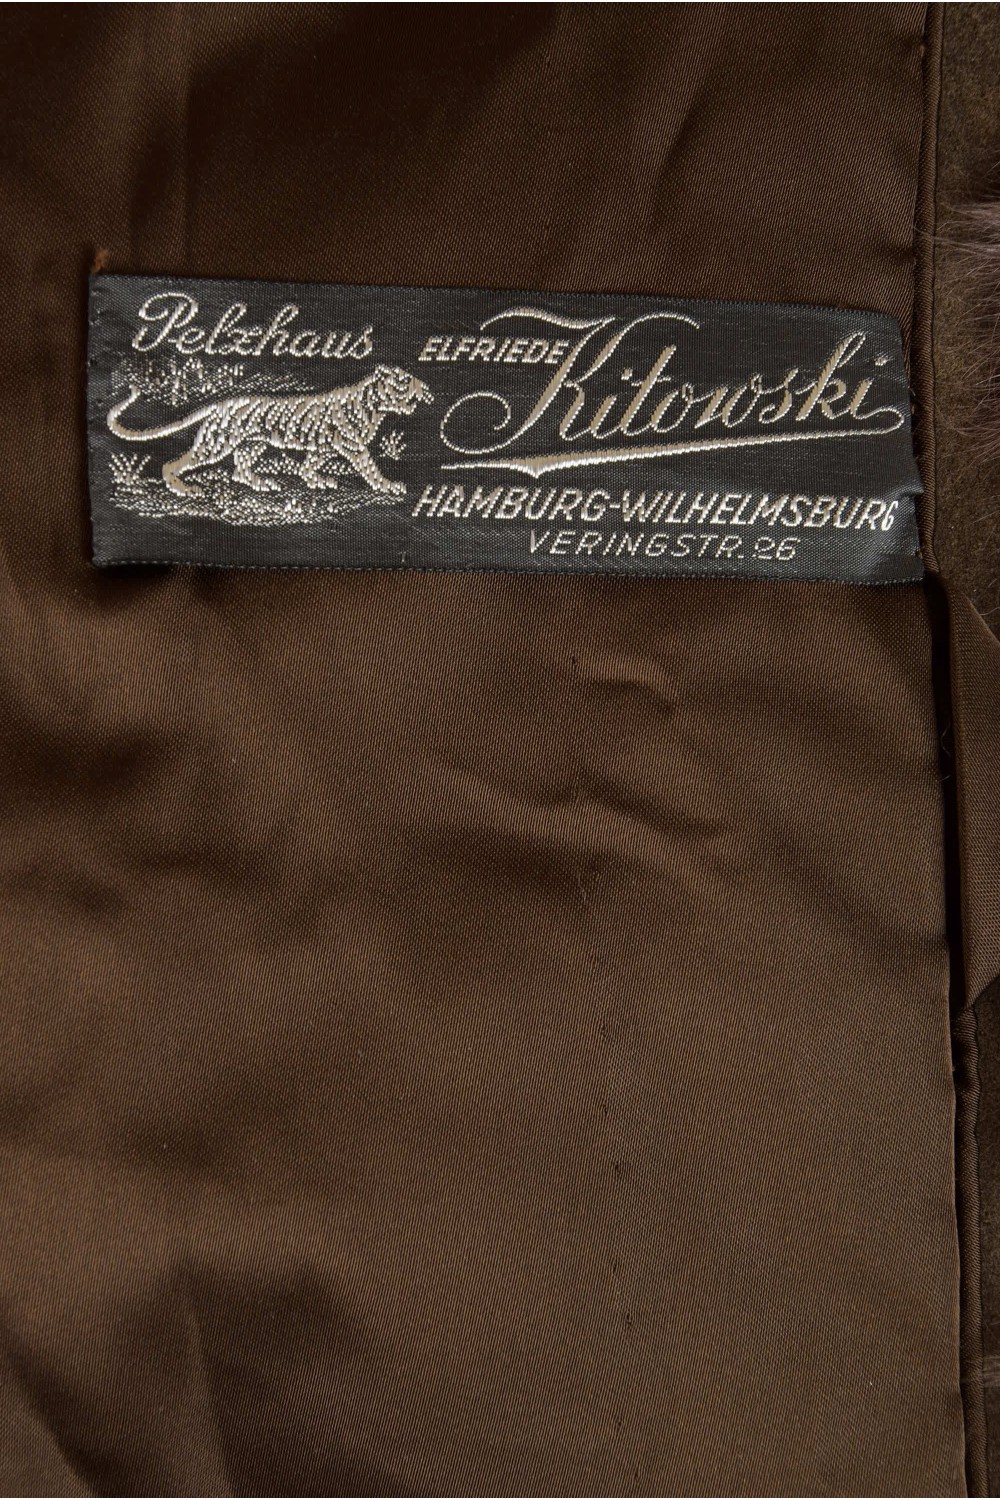 Pelzhaus
ELFRIEDE Kitowski
HAMBURG-WILHELMSBURG
VERINGSTR. 26